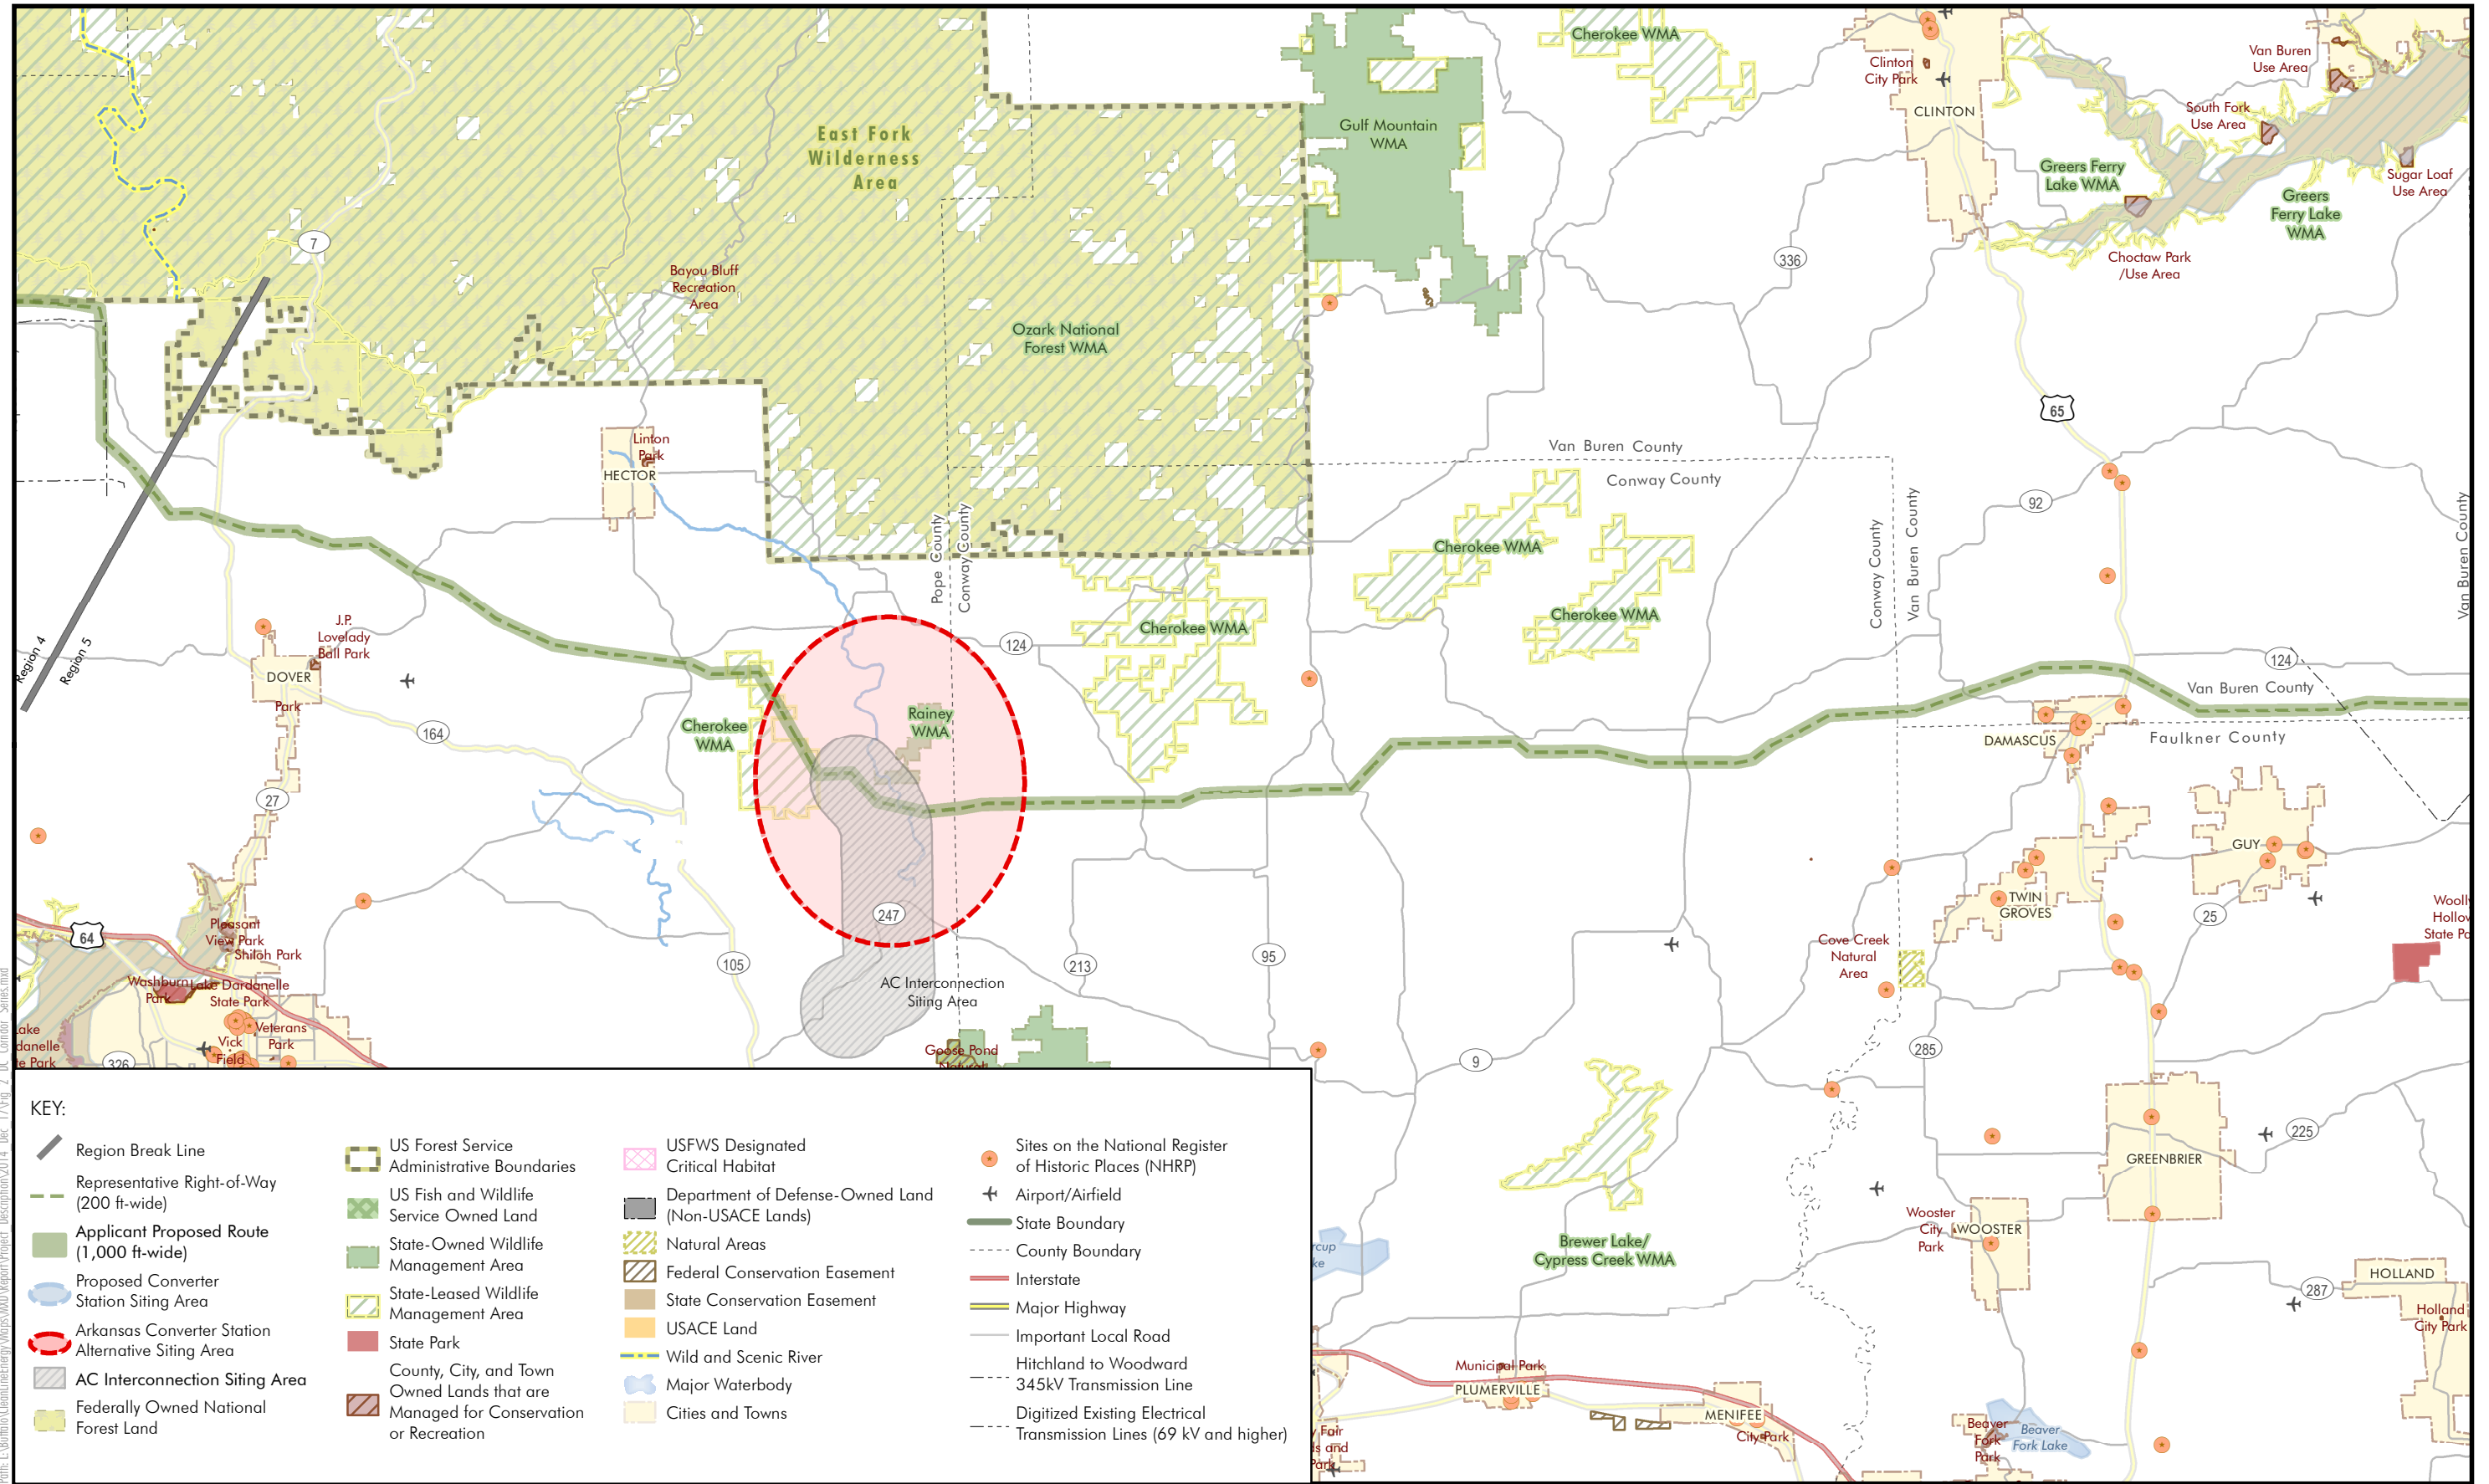 Cherokee WMA
Clinton
City Park
CLINTON
Van Buren
Use Area
South Fork
Use Area
Sugar Loaf
Use Area
Greers Ferry
Lake WMA
Greers
Ferry Lake
WMA
Choctaw Park
/Use Area
East Fork
Wilderness
Area
Gulf Mountain
WMA
7
336
Bayou Bluff
Recreation
Area
Ozark National
Forest WMA
65
Linton
Park
HECTOR
Van Buren County
Conway County
92
Pope County
Conway County
Conway County
Van Buren County
Van Buren County
Cherokee WMA
Cherokee WMA
Cherokee WMA
Region 4
Region 5
J.P.
Lovelady
Ball Park
DOVER
Park
124
124
Van Buren County
Faulkner County
164
Cherokee
WMA
Rainey
WMA
DAMASCUS
27
GUY
TWIN
GROVES
25
Pleasant
View Park
Shiloh Park
64
Washburn
Park
Lake Dardanelle
State Park
Veterans
Park
Vick
Field
326
247
105
213
95
AC Interconnection
Siting Area
Goose Pond
Natural
Cove Creek
Natural
Area
285
9
225
GREENBRIER
Wooster
City
Park
WOOSTER
Brewer Lake/
Cypress Creek WMA
HOLLAND
287
Holland
City Park
Municipal Park
PLUMERVILLE
MENIFEE
City Park
Beaver
Fork
Park
Beaver
Fork Lake
Fair
and
Park
KEY:
Region Break Line
Representative Right-of-Way
(200 ft-wide)
Applicant Proposed Route
(1,000 ft-wide)
Proposed Converter
Station Siting Area
Arkansas Converter Station
Alternative Siting Area
AC Interconnection Siting Area
Federally Owned National
Forest Land
US Forest Service
Administrative Boundaries
US Fish and Wildlife
Service Owned Land
State-Owned Wildlife
Management Area
State-Leased Wildlife
Management Area
State Park
County, City, and Town
Owned Lands that are
Managed for Conservation
or Recreation
USFWS Designated
Critical Habitat
Department of Defense-Owned Land
(Non-USACE Lands)
Natural Areas
Federal Conservation Easement
State Conservation Easement
USACE Land
Wild and Scenic River
Major Waterbody
Cities and Towns
Sites on the National Register
of Historic Places (NHRP)
Airport/Airfield
State Boundary
County Boundary
Interstate
Major Highway
Important Local Road
Hitchland to Woodward
345kV Transmission Line
Digitized Existing Electrical
Transmission Lines (69 kV and higher)